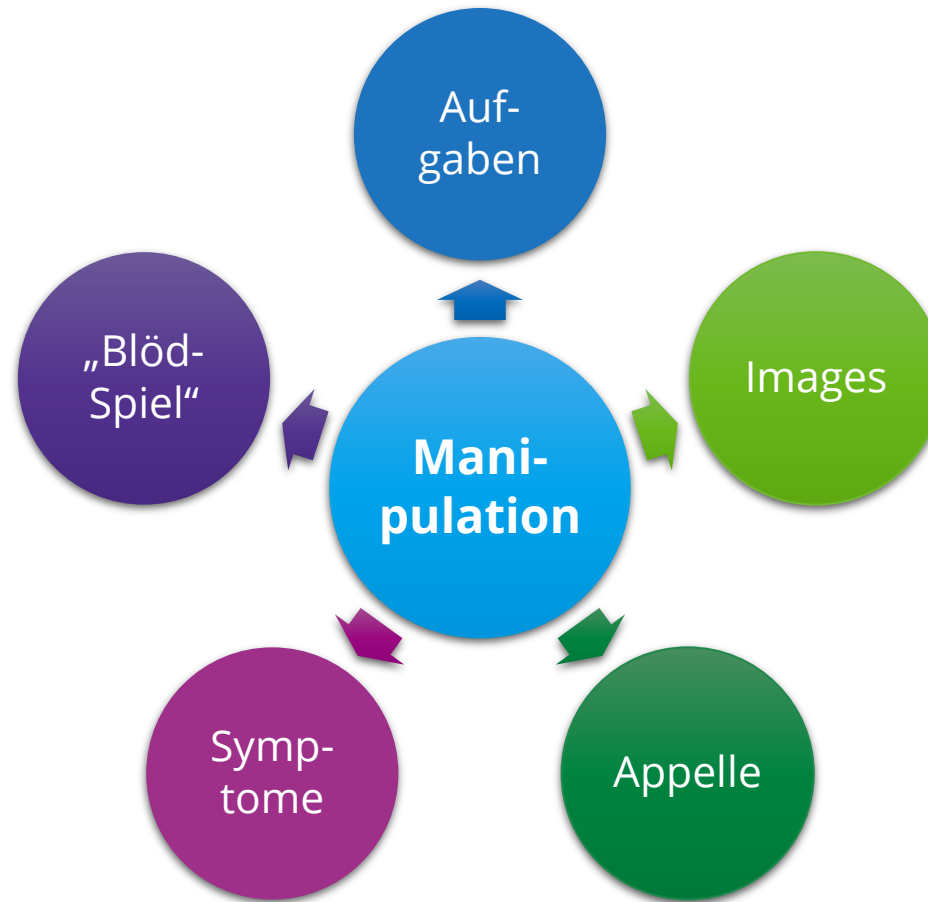 Auf-
gaben
Images
Appelle
Symp-
tome
„Blöd-
Spiel“
Mani-
pulation